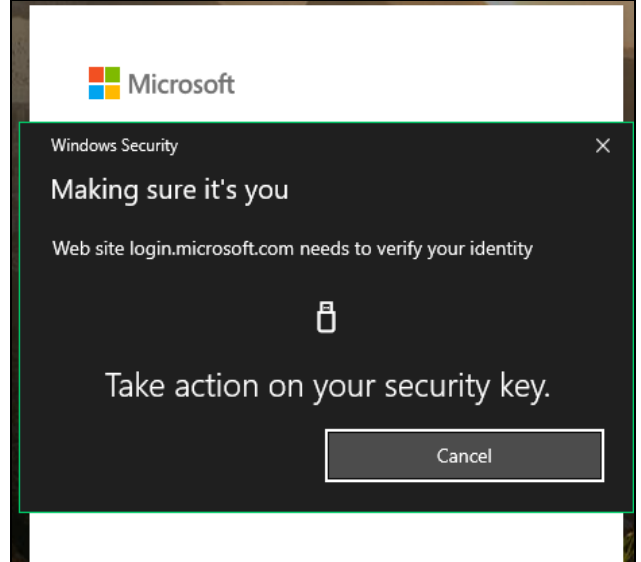 Microsoft
Windows Security
Making sure it's you
Web site login.microsoft.com needs to verify your identity
Take action on your security key.
Cancel